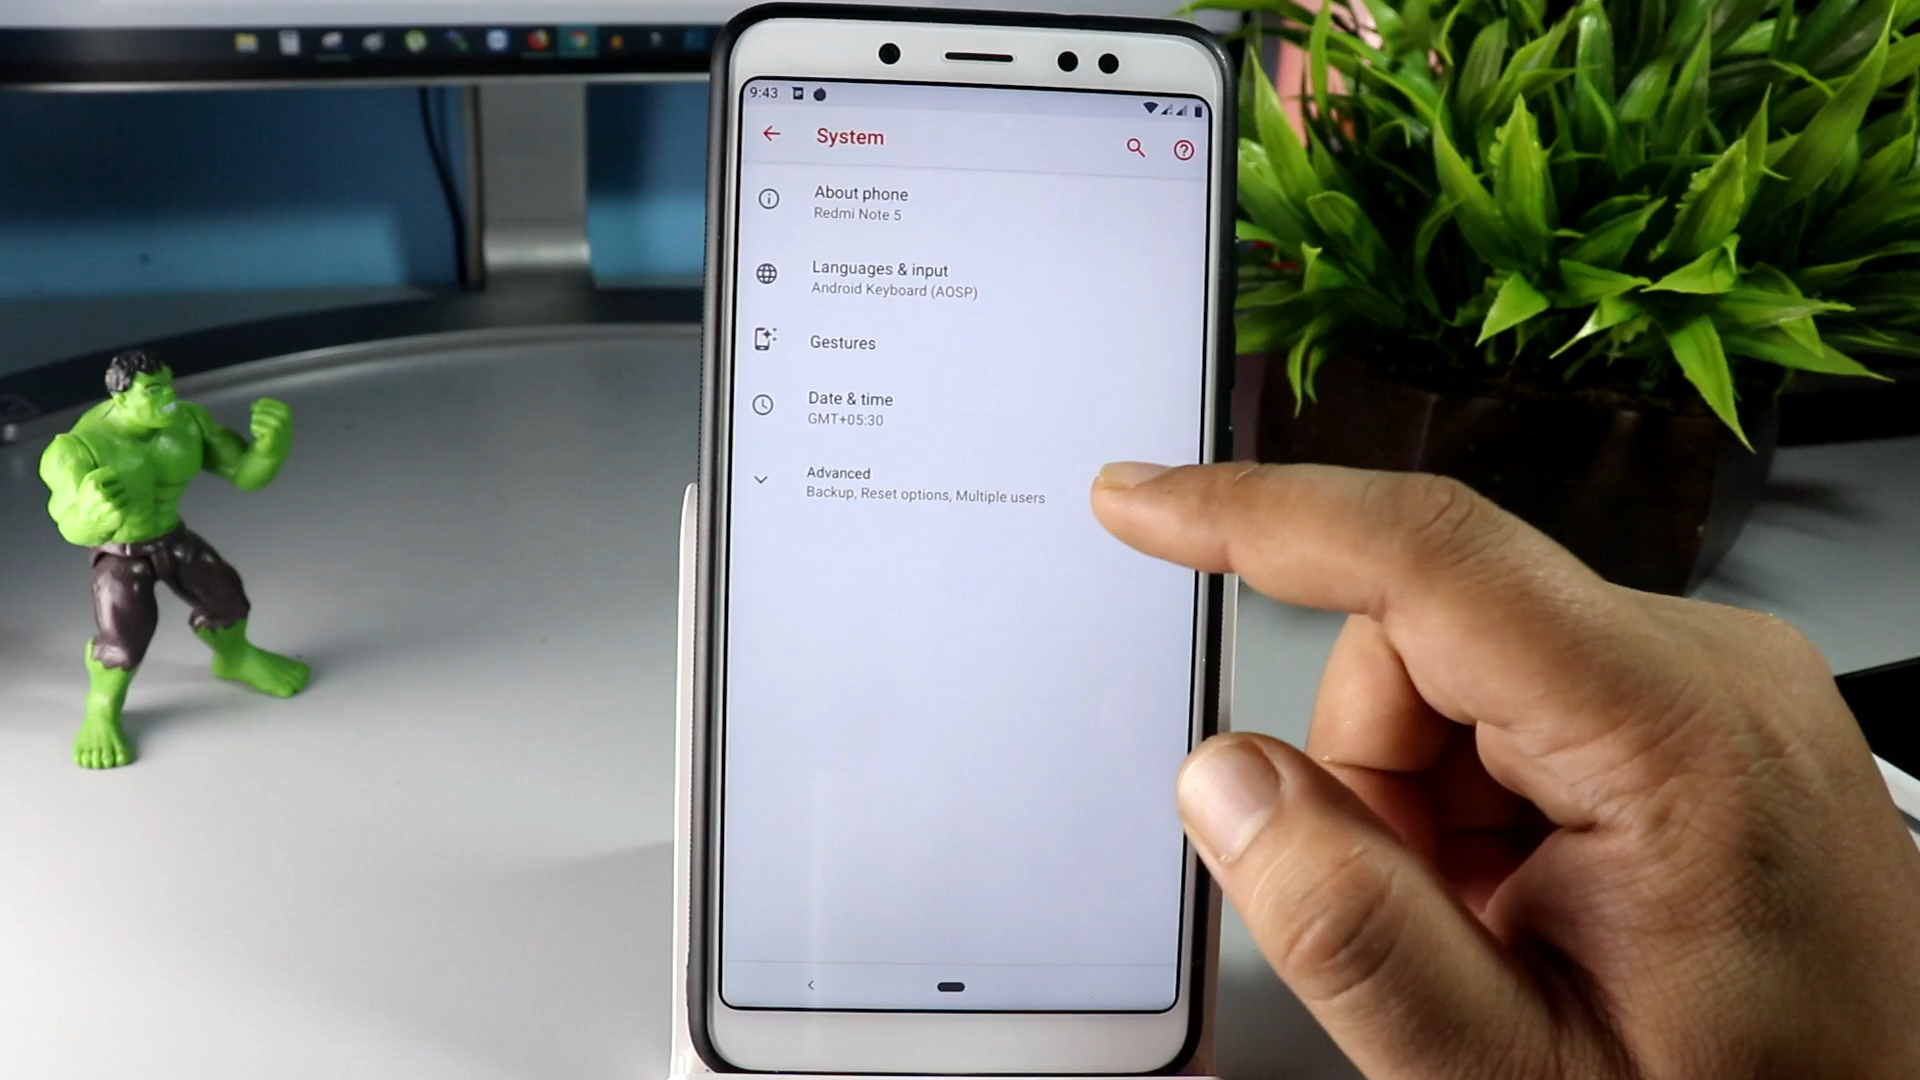 9:43
System
About phone
Redmi Note 5
Languages & input
Android Keyboard (AOSP)
Gestures
Date & time
GMT+05:30
Advanced
Backup, Reset options, Multiple users